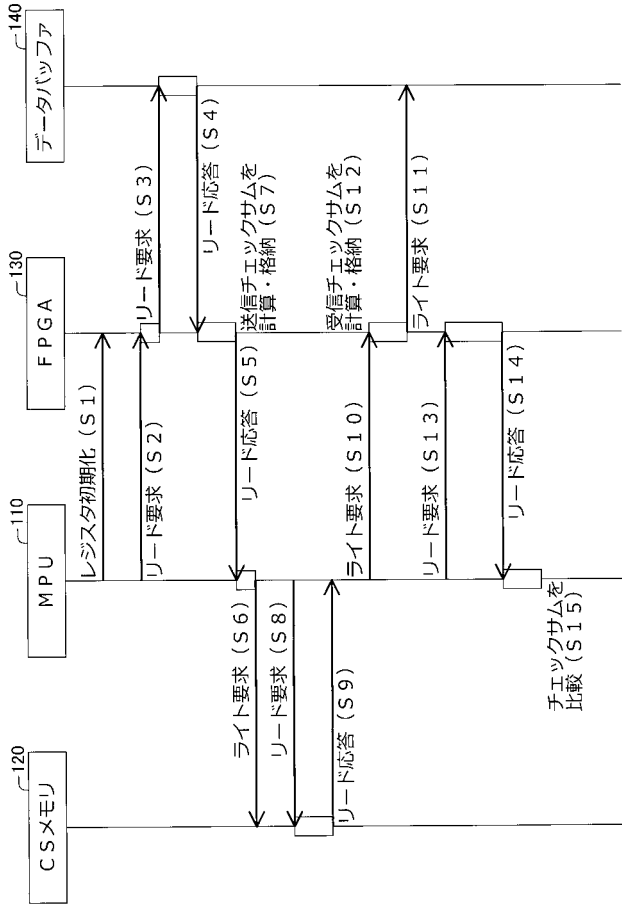 120
CSメモリ
110
MPU
130
FPGA
140
データバッファ
レジスタ初期化(S1)
リード要求(S2)
リード要求(S3)
リード応答(S4)
リード応答(S5)
送信チェックサムを
計算・格納(S7)
ライト要求(S6)
リード要求(S8)
リード応答(S9)
ライト要求(S10)
受信チェックサムを
計算・格納(S12)
ライト要求(S11)
リード要求(S13)
リード応答(S14)
チェックサムを
比較(S15)